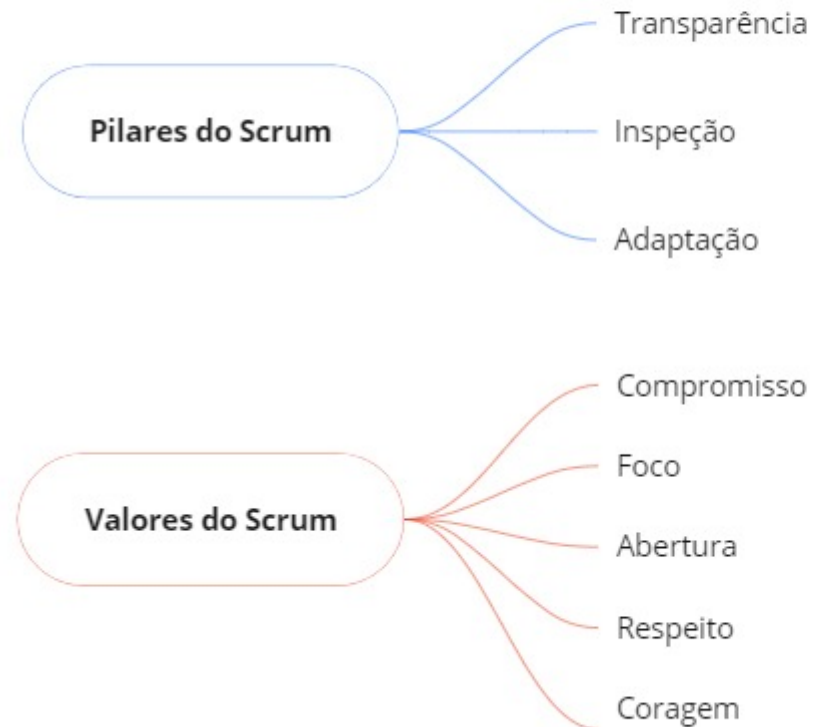 Pilares do Scrum
Transparência
Inspeção
Adaptação
Valores do Scrum
Compromisso
Foco
Abertura
Respeito
Coragem